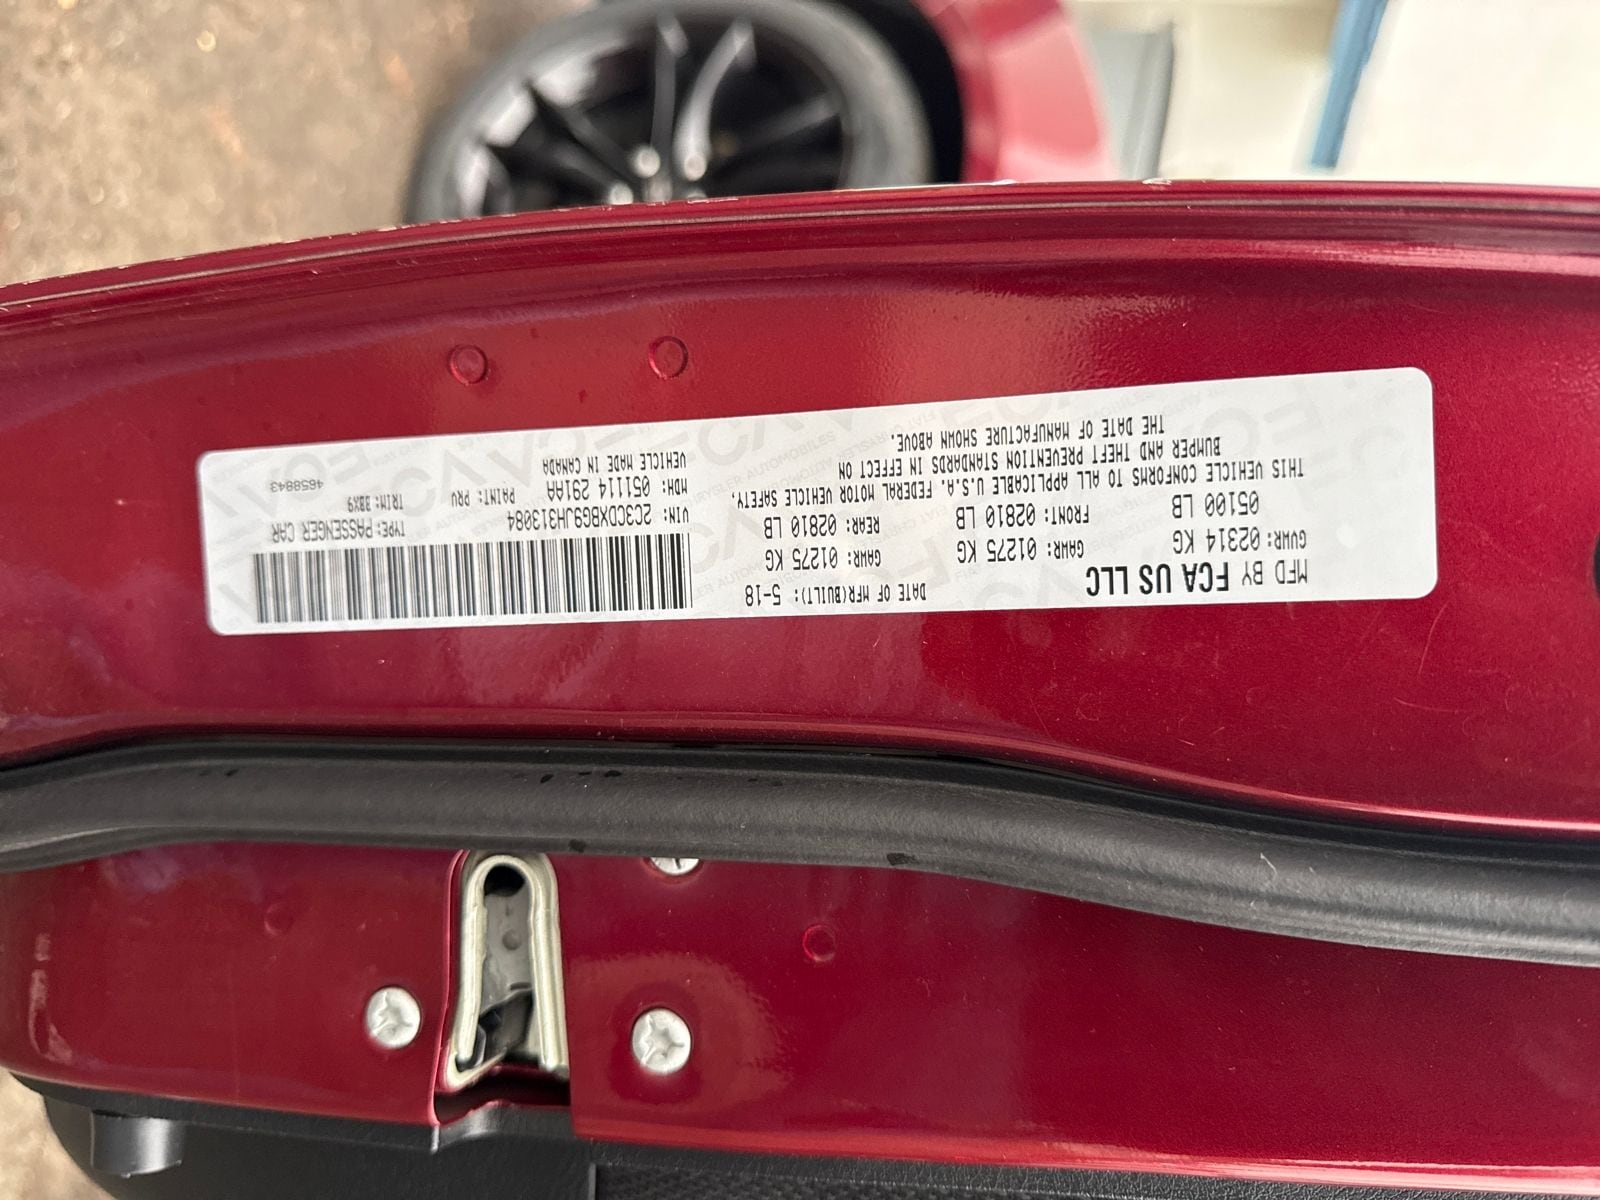 MFD BY FCA US LLC
DATE OF MFR(BUILT): 5-18
GVWR: 02314 KG
05100 LB
GAWR: 01275 KG
FRONT: 02810 LB
GAWR: 01275 KG
REAR: 02810 LB
THIS VEHICLE CONFORMS TO ALL APPLICABLE U.S.A. FEDERAL MOTOR VEHICLE SAFETY,
BUMPER AND THEFT PREVENTION STANDARDS IN EFFECT ON
THE DATE OF MANUFACTURE SHOWN ABOVE.
VIN: 2C3CDXBG9JH313084
TYPE: PASSENGER CAR
MDH: 051114 291AA
PAINT: PRV
TRIM: BBX9
VEHICLE MADE IN CANADA
4658843